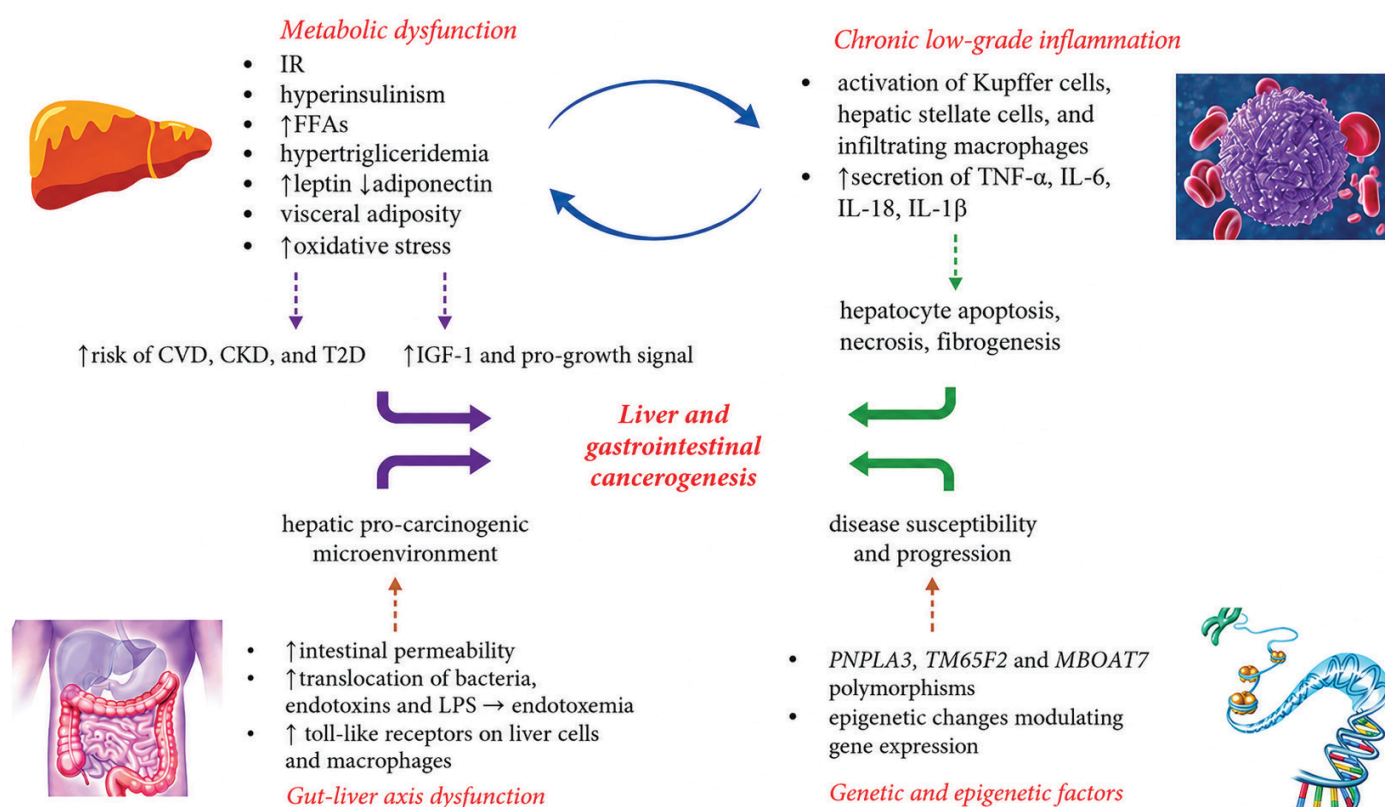 Metabolic dysfunction
• IR
• hyperinsulinism
• ↑FFAs
• hypertrigliceridemia
• ↑leptin ↓adiponectin
• visceral adiposity
• ↑oxidative stress
Chronic low-grade inflammation
• activation of Kupffer cells,
hepatic stellate cells, and
infiltrating macrophages
• ↑secretion of TNF-α, IL-6,
IL-18, IL-1β
↑risk of CVD, CKD, and T2D
↑IGF-1 and pro-growth signal
hepatocyte apoptosis,
necrosis, fibrogenesis
Liver and
gastrointestinal
cancerogenesis
hepatic pro-carcinogenic
microenvironment
disease susceptibility
and progression
• ↑intestinal permeability
• ↑translocation of bacteria,
endotoxins and LPS → endotoxemia
• ↑ toll-like receptors on liver cells
and macrophages
Gut-liver axis dysfunction
• PNPLA3, TM65F2 and MBOAT7
polymorphisms
• epigenetic changes modulating
gene expression
Genetic and epigenetic factors